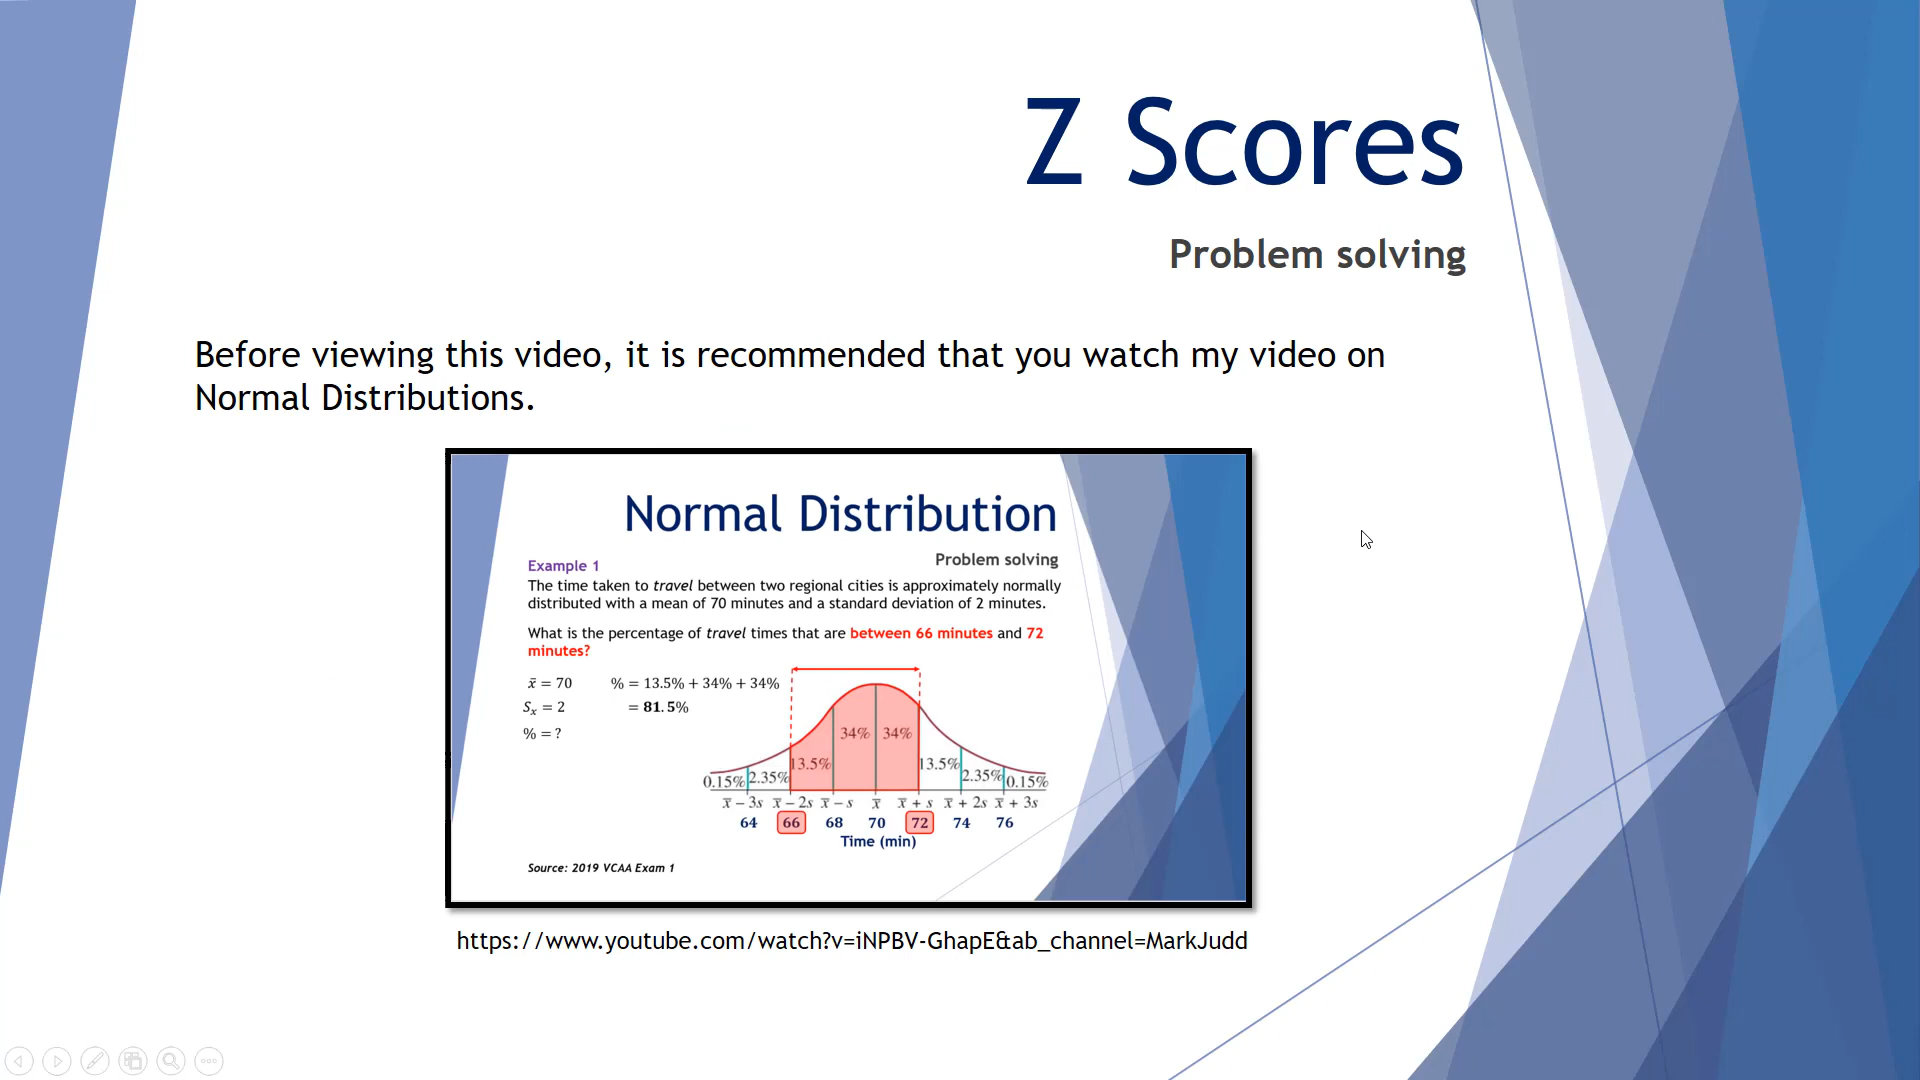 Z Scores
Problem solving
Before viewing this video, it is recommended that you watch my video on
Normal Distributions.
Normal Distribution
Problem solving
Example 1
The time taken to travel between two regional cities is approximately normally
distributed with a mean of 70 minutes and a standard deviation of 2 minutes.
What is the percentage of travel times that are between 66 minutes and 72
minutes?
x̄ = 70 % = 13.5% + 34% + 34%
Sₓ = 2 = 81.5%
% = ?
34% 34%
13.5% 13.5%
0.15% 2.35% 2.35% 0.15%
x̄ − 3s x̄ − 2s x̄ − s x̄ x̄ + s x̄ + 2s x̄ + 3s
64 66 68 70 72 74 76
Time (min)
Source: 2019 VCAA Exam 1
https://www.youtube.com/watch?v=iNPBV-GhapE&ab_channel=MarkJudd